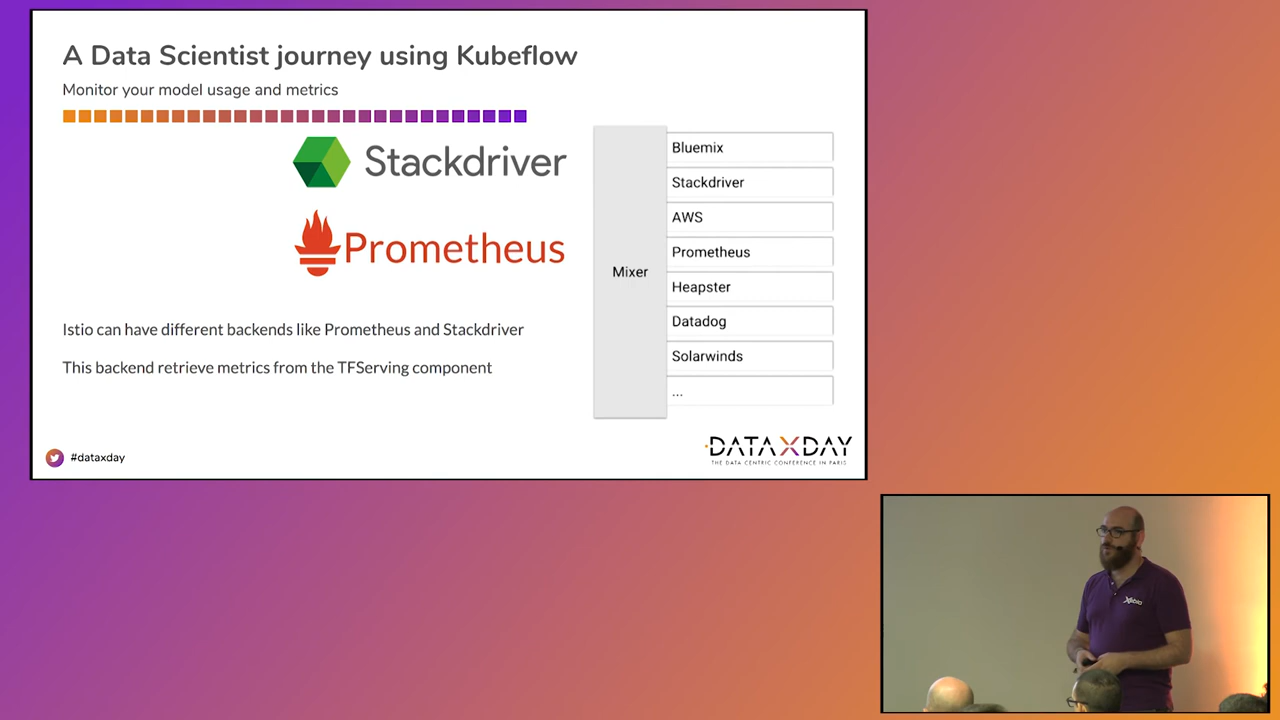 A Data Scientist journey using Kubeflow
Monitor your model usage and metrics
Stackdriver
Prometheus
Istio can have different backends like Prometheus and Stackdriver
This backend retrieve metrics from the TFServing component
Mixer
Bluemix
Stackdriver
AWS
Prometheus
Heapster
Datadog
Solarwinds
...
#dataxday
DATAXDAY
THE DATA CENTRIC CONFERENCE IN PARIS
Xebia